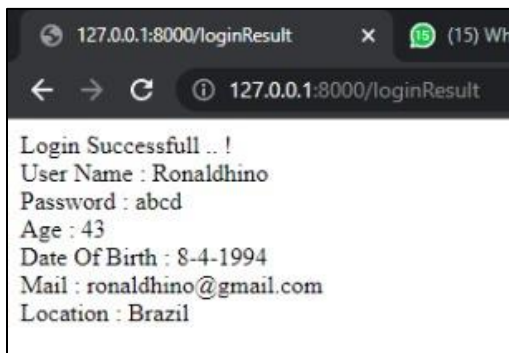 127.0.0.1:8000/loginResult
(15) Wh
127.0.0.1:8000/loginResult
Login Successfull .. !
User Name : Ronaldhino
Password : abcd
Age : 43
Date Of Birth : 8-4-1994
Mail : ronaldhino@gmail.com
Location : Brazil